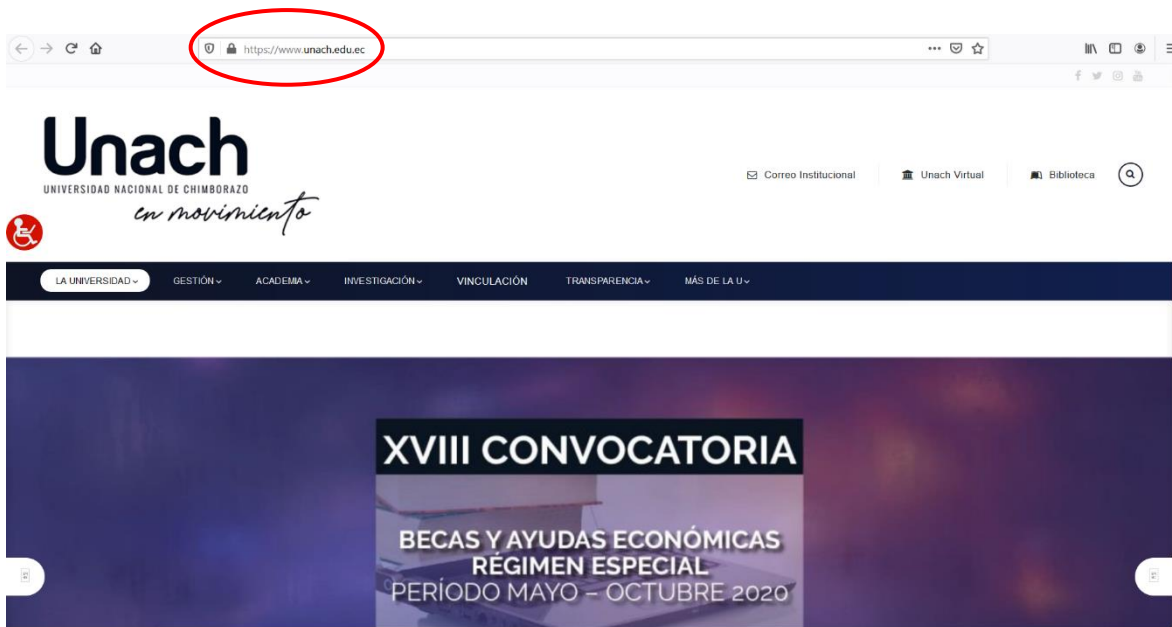 https://www.unach.edu.ec
Unach
UNIVERSIDAD NACIONAL DE CHIMBORAZO
en movimiento
Correo Institucional
Unach Virtual
Biblioteca
LA UNIVERSIDAD
GESTIÓN
ACADEMIA
INVESTIGACIÓN
VINCULACIÓN
TRANSPARENCIA
MÁS DE LA U
XVIII CONVOCATORIA
BECAS Y AYUDAS ECONÓMICAS
RÉGIMEN ESPECIAL
PERÍODO MAYO – OCTUBRE 2020